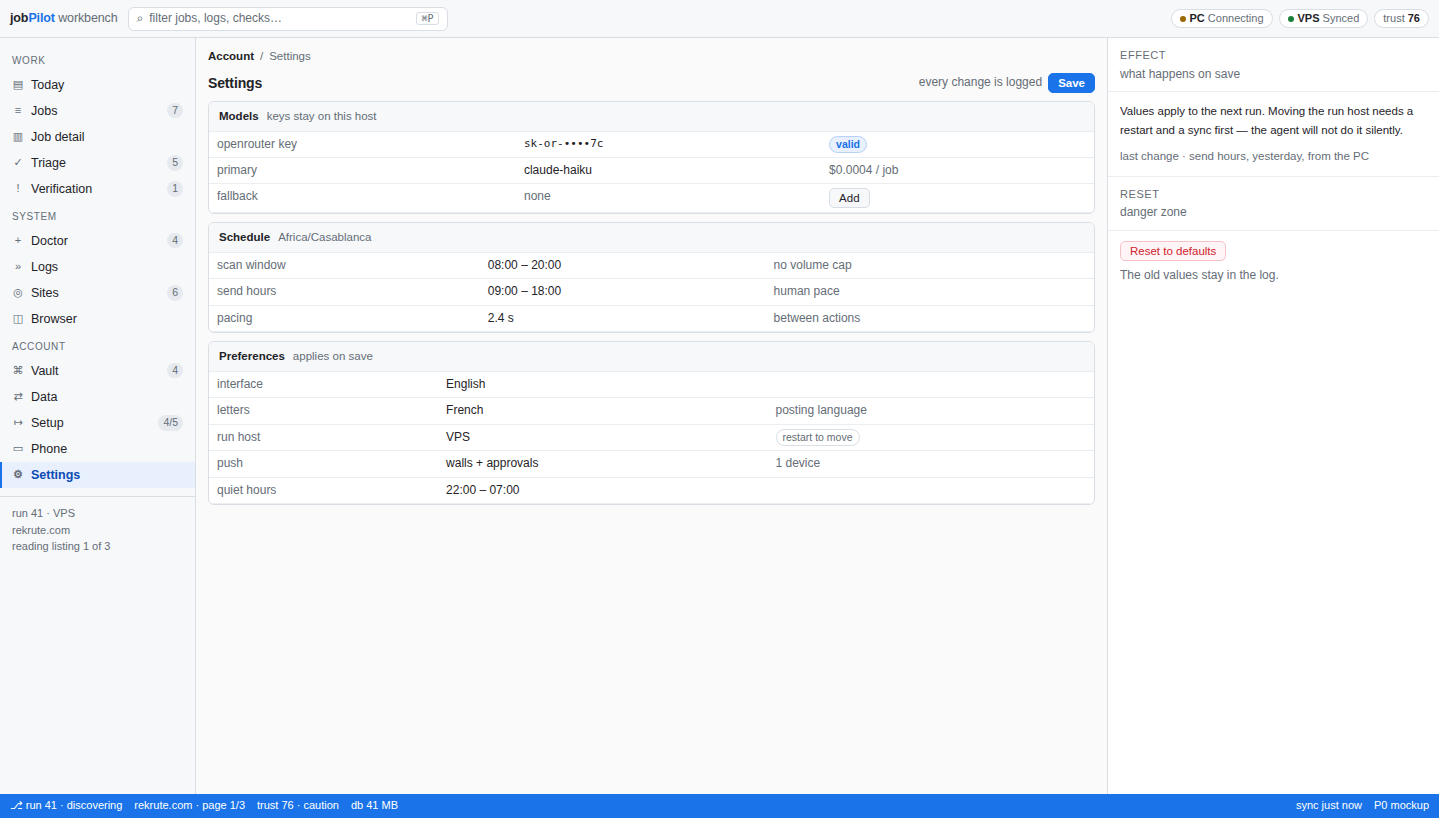 jobPilot workbench
filter jobs, logs, checks… ⌘P
PC Connecting
VPS Synced
trust 76
WORK
Today
Jobs 7
Job detail
Triage 5
Verification 1
SYSTEM
Doctor 4
Logs
Sites 6
Browser
ACCOUNT
Vault 4
Data
Setup 4/5
Phone
Settings
run 41 · VPS
rekrute.com
reading listing 1 of 3
Account / Settings
Settings
every change is logged Save
Models keys stay on this host
openrouter key sk-or-••••7c valid
primary claude-haiku $0.0004 / job
fallback none Add
Schedule Africa/Casablanca
scan window 08:00 – 20:00 no volume cap
send hours 09:00 – 18:00 human pace
pacing 2.4 s between actions
Preferences applies on save
interface English
letters French posting language
run host VPS restart to move
push walls + approvals 1 device
quiet hours 22:00 – 07:00
EFFECT
what happens on save
Values apply to the next run. Moving the run host needs a
restart and a sync first — the agent will not do it silently.
last change · send hours, yesterday, from the PC
RESET
danger zone
Reset to defaults
The old values stay in the log.
run 41 · discovering rekrute.com · page 1/3 trust 76 · caution db 41 MB
sync just now P0 mockup